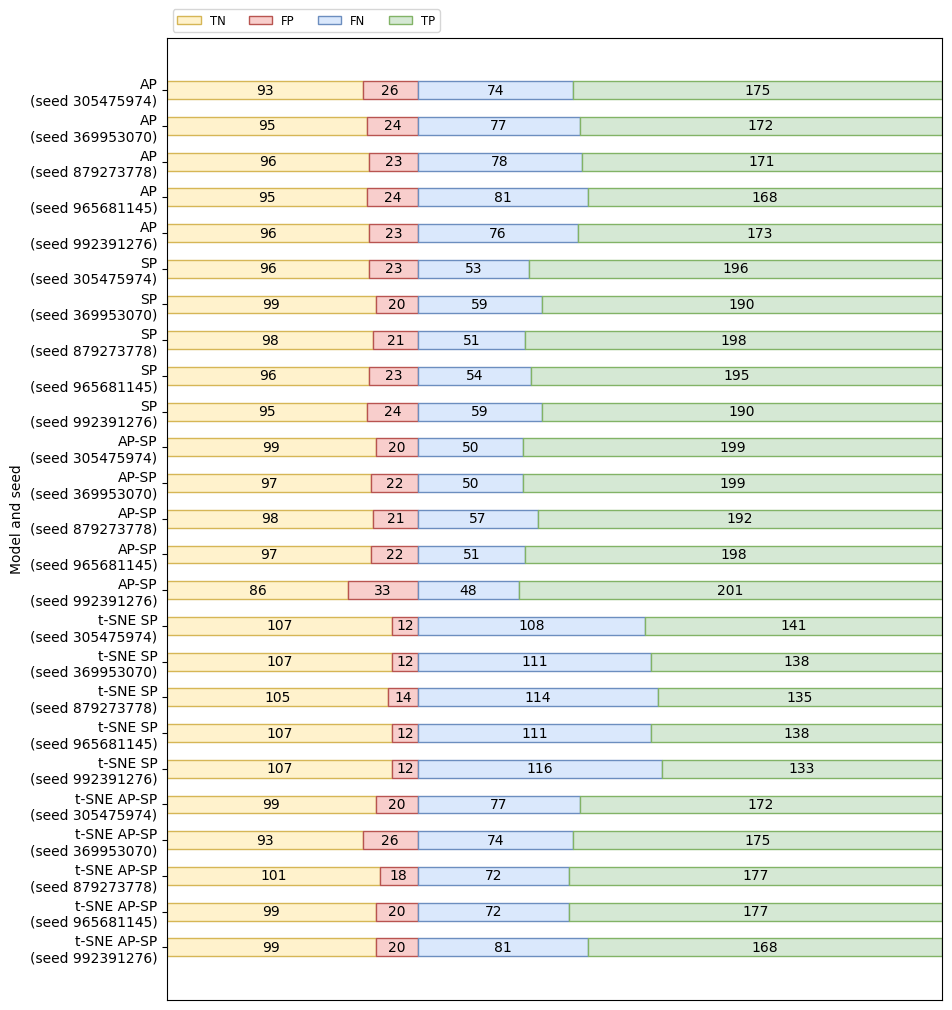 TN FP FN TP
AP
(seed 305475974) 93 26 74 175
AP
(seed 369953070) 95 24 77 172
AP
(seed 879273778) 96 23 78 171
AP
(seed 965681145) 95 24 81 168
AP
(seed 992391276) 96 23 76 173
SP
(seed 305475974) 96 23 53 196
SP
(seed 369953070) 99 20 59 190
SP
(seed 879273778) 98 21 51 198
SP
(seed 965681145) 96 23 54 195
SP
(seed 992391276) 95 24 59 190
AP-SP
(seed 305475974) 99 20 50 199
AP-SP
(seed 369953070) 97 22 50 199
AP-SP
(seed 879273778) 98 21 57 192
AP-SP
(seed 965681145) 97 22 51 198
AP-SP
(seed 992391276) 86 33 48 201
t-SNE SP
(seed 305475974) 107 12 108 141
t-SNE SP
(seed 369953070) 107 12 111 138
t-SNE SP
(seed 879273778) 105 14 114 135
t-SNE SP
(seed 965681145) 107 12 111 138
t-SNE SP
(seed 992391276) 107 12 116 133
t-SNE AP-SP
(seed 305475974) 99 20 77 172
t-SNE AP-SP
(seed 369953070) 93 26 74 175
t-SNE AP-SP
(seed 879273778) 101 18 72 177
t-SNE AP-SP
(seed 965681145) 99 20 72 177
t-SNE AP-SP
(seed 992391276) 99 20 81 168
Model and seed